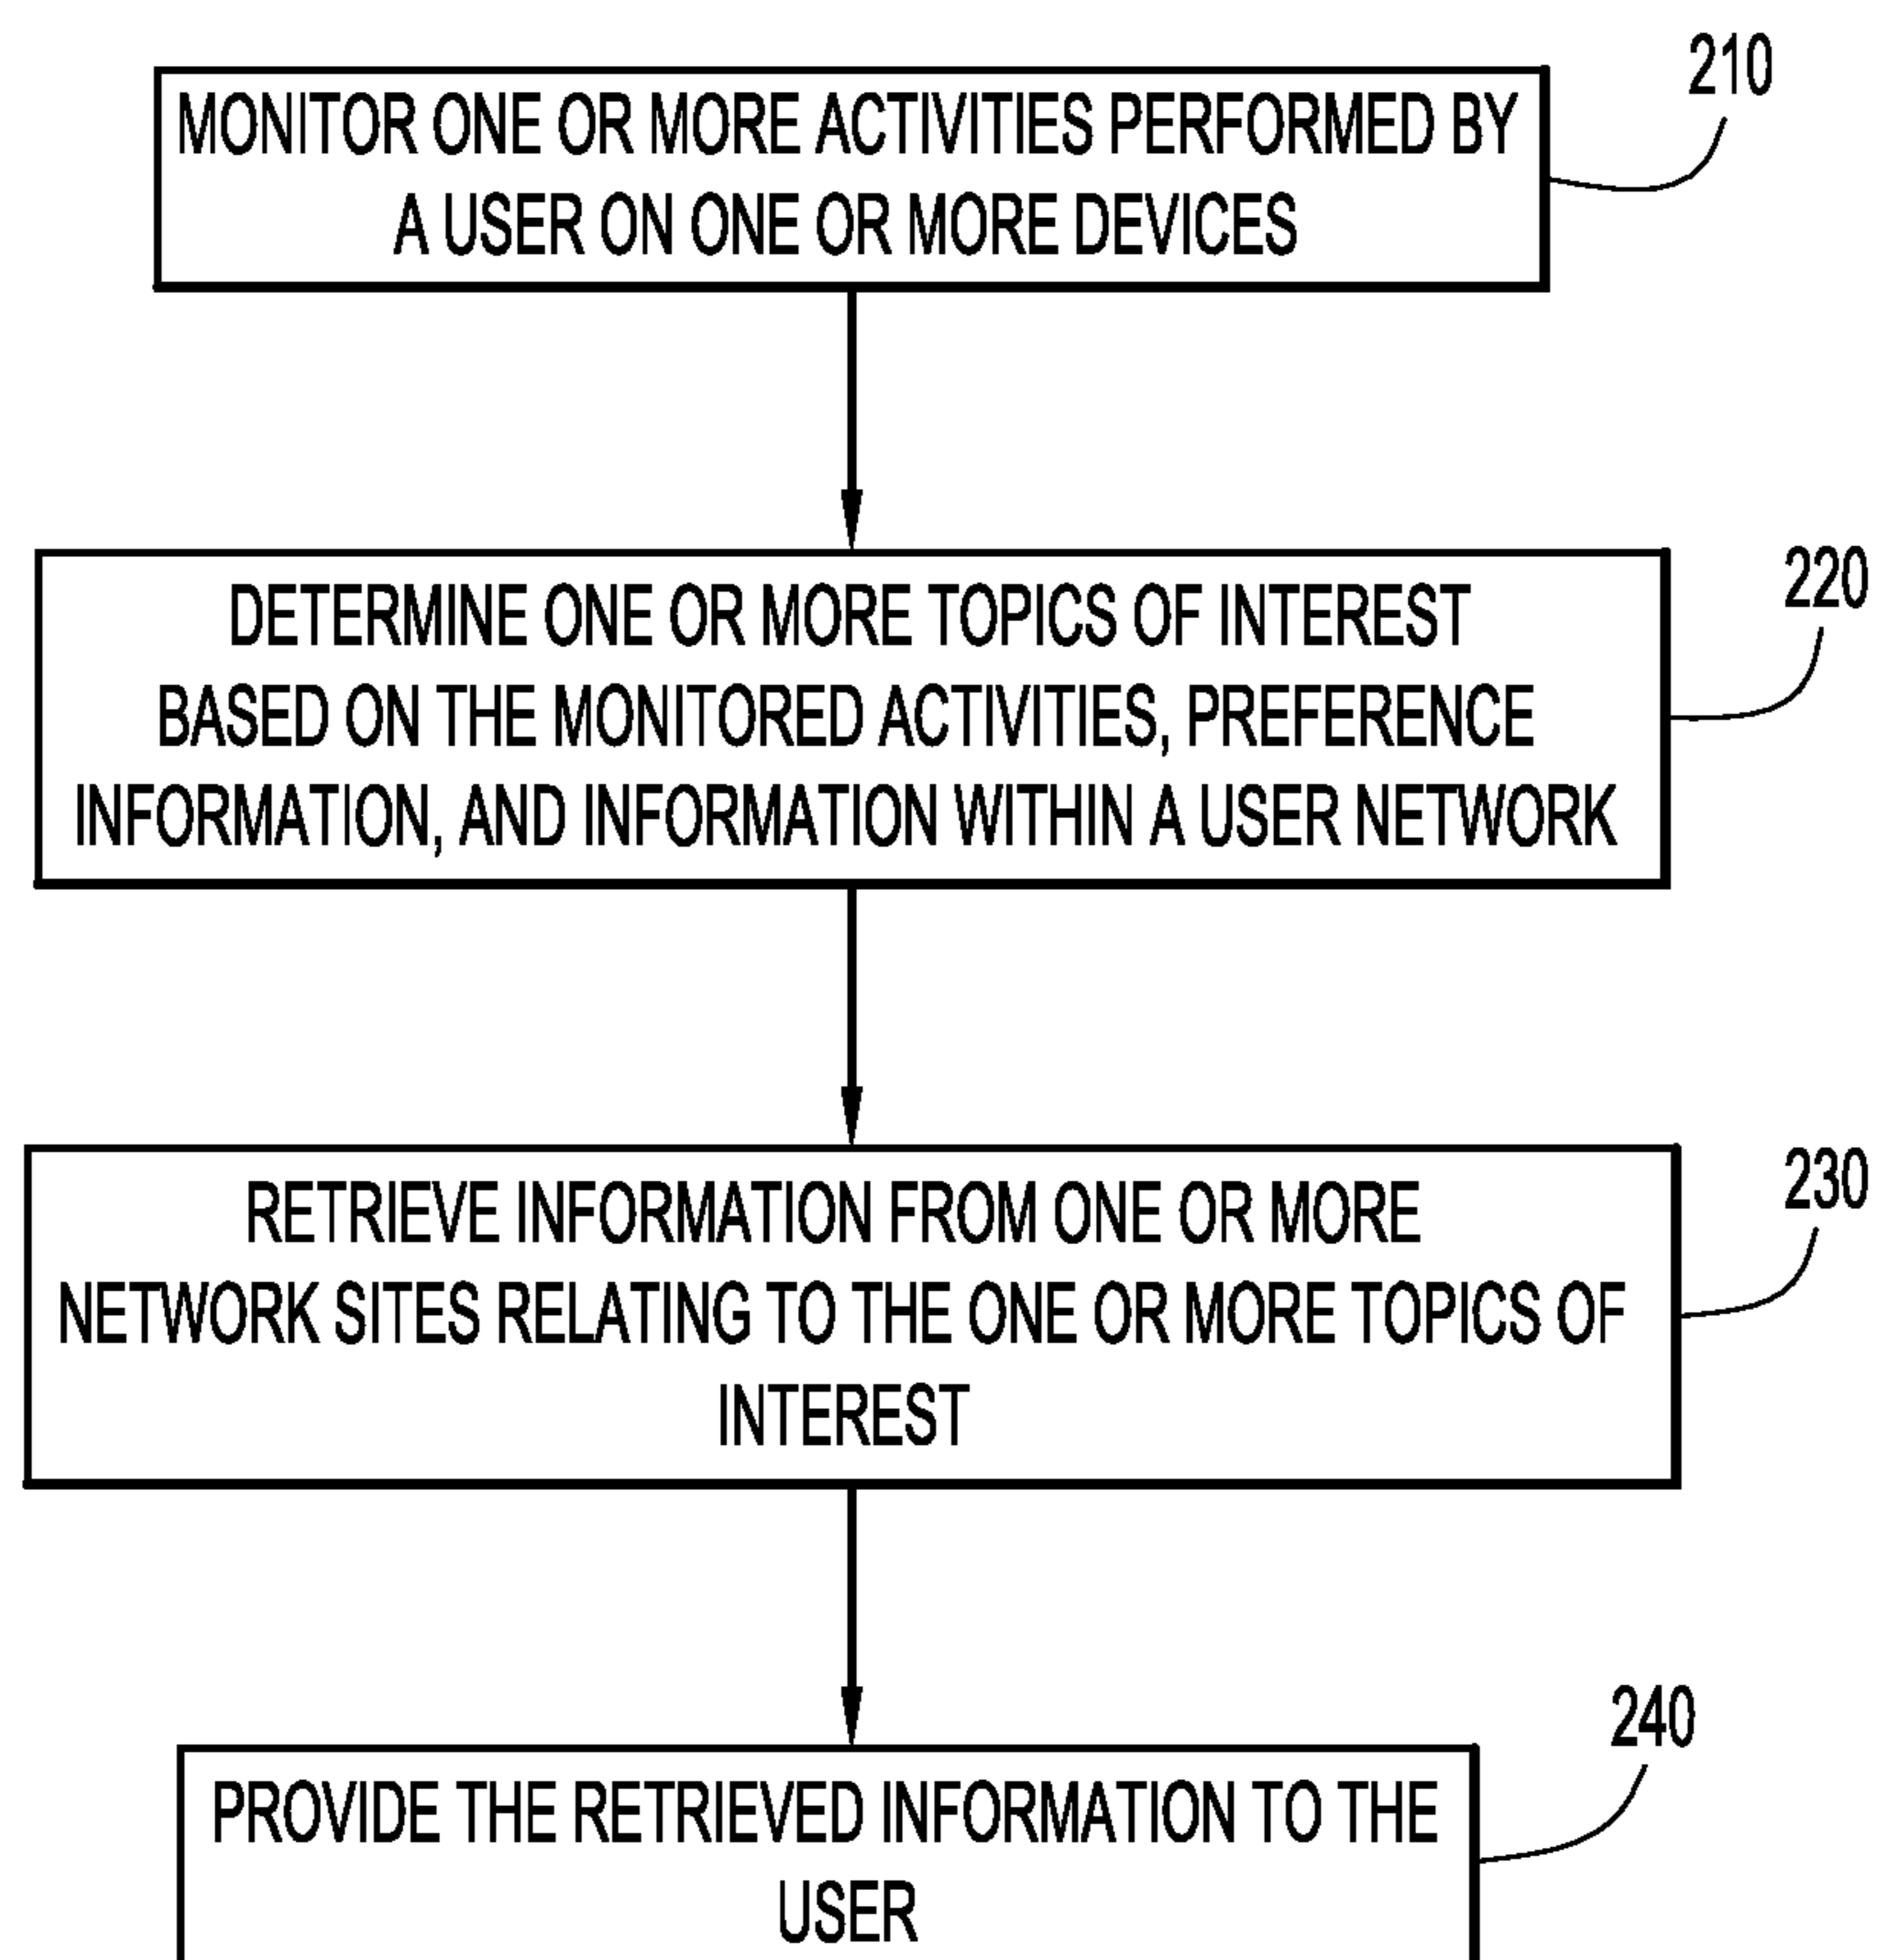 210
MONITOR ONE OR MORE ACTIVITIES PERFORMED BY
A USER ON ONE OR MORE DEVICES
220
DETERMINE ONE OR MORE TOPICS OF INTEREST
BASED ON THE MONITORED ACTIVITIES, PREFERENCE
INFORMATION, AND INFORMATION WITHIN A USER NETWORK
230
RETRIEVE INFORMATION FROM ONE OR MORE
NETWORK SITES RELATING TO THE ONE OR MORE TOPICS OF
INTEREST
240
PROVIDE THE RETRIEVED INFORMATION TO THE
USER